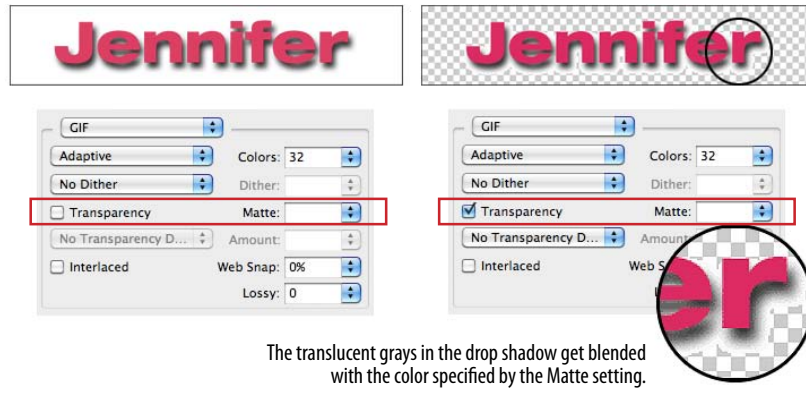 Jennifer
GIF
Adaptive
Colors: 32
No Dither
Dither:
Transparency
Matte:
No Transparency D...
Amount:
Interlaced
Web Snap: 0%
Lossy: 0
Jennifer
GIF
Adaptive
Colors: 32
No Dither
Dither:
Transparency
Matte:
No Transparency D...
Amount
Interlaced
Web S
er
The translucent grays in the drop shadow get blended
with the color specified by the Matte setting.